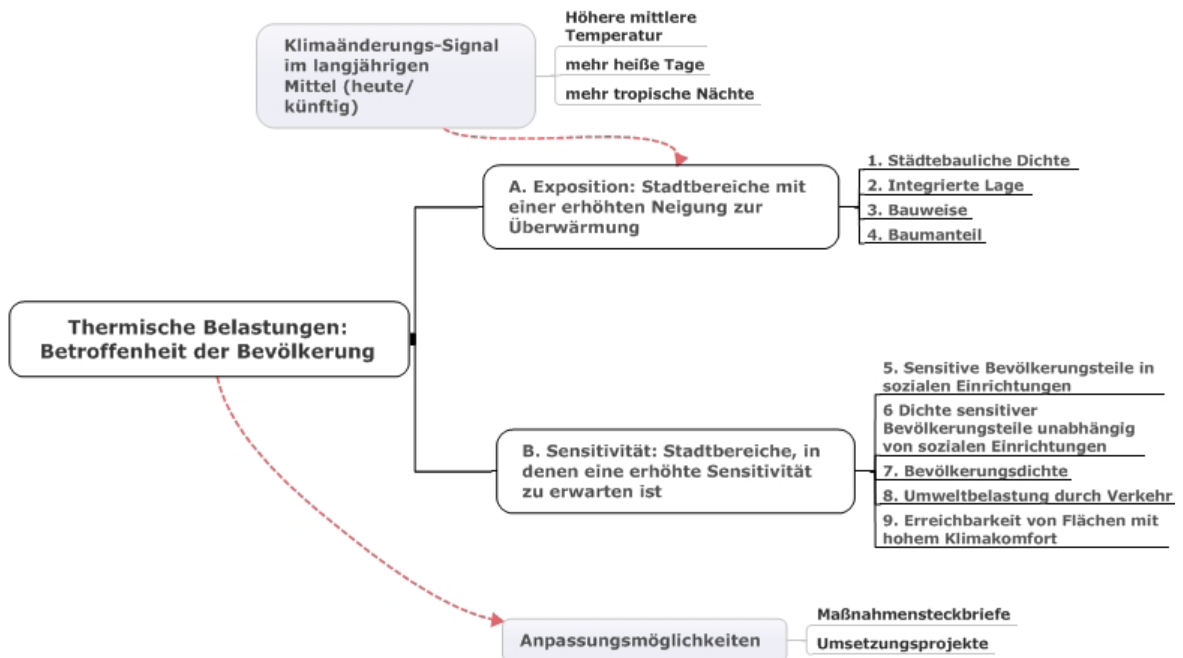 Klimaänderungs-Signal
im langjährigen
Mittel (heute/
künftig)
Höhere mittlere
Temperatur
mehr heiße Tage
mehr tropische Nächte
A. Exposition: Stadtbereiche mit
einer erhöhten Neigung zur
Überwärmung
1. Städtebauliche Dichte
2. Integrierte Lage
3. Bauweise
4. Baumanteil
Thermische Belastungen:
Betroffenheit der Bevölkerung
B. Sensitivität: Stadtbereiche, in
denen eine erhöhte Sensitivität
zu erwarten ist
5. Sensitive Bevölkerungsteile in
sozialen Einrichtungen
6 Dichte sensitiver
Bevölkerungsteile unabhängig
von sozialen Einrichtungen
7. Bevölkerungsdichte
8. Umweltbelastung durch Verkehr
9. Erreichbarkeit von Flächen mit
hohem Klimakomfort
Anpassungsmöglichkeiten
Maßnahmensteckbriefe
Umsetzungsprojekte